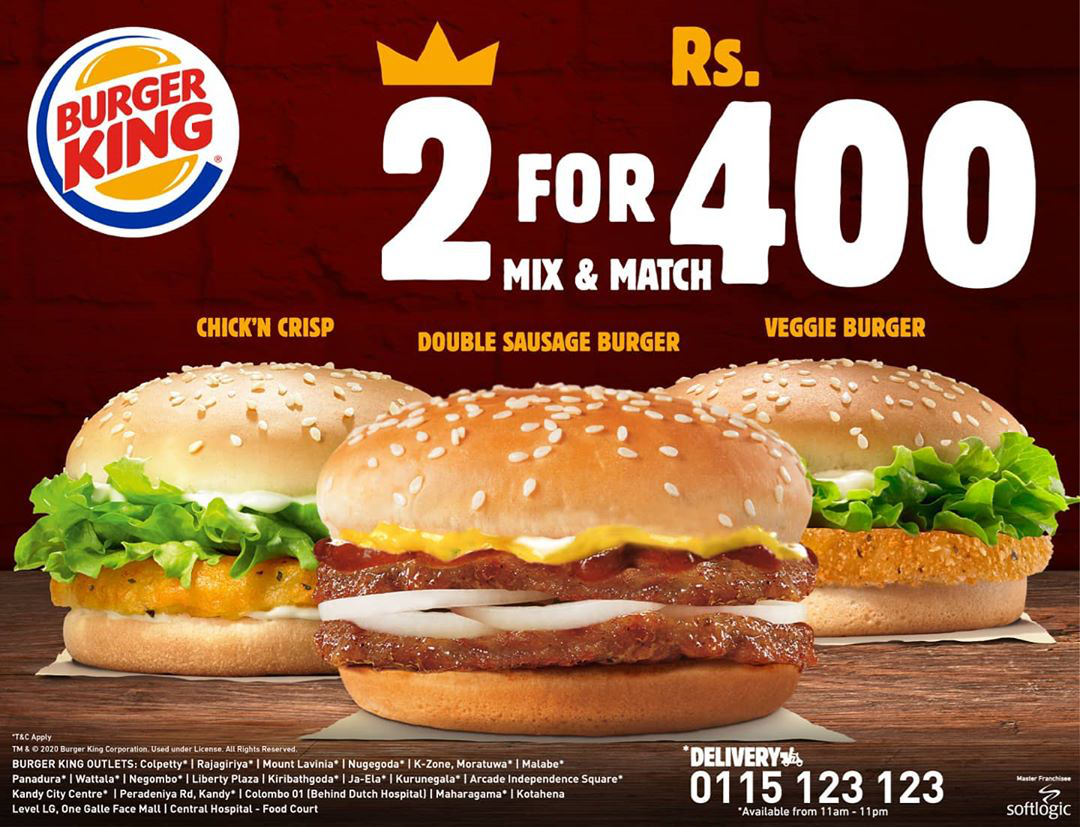 BURGER
KING
®
Rs.
2 FOR 400
MIX & MATCH
CHICK'N CRISP
DOUBLE SAUSAGE BURGER
VEGGIE BURGER
*T&C Apply
TM & © 2020 Burger King Corporation. Used under License. All Rights Reserved.
BURGER KING OUTLETS: Colpetty* | Rajagiriya* | Mount Lavinia* | Nugegoda* | K-Zone, Moratuwa* | Malabe*
Panadura* | Wattala* | Negombo* | Liberty Plaza | Kiribathgoda* | Ja-Ela* | Kurunegala* | Arcade Independence Square*
Kandy City Centre* | Peradeniya Rd, Kandy* | Colombo 01 (Behind Dutch Hospital) | Maharagama* | Kotahena
Level LG, One Galle Face Mall | Central Hospital - Food Court
*DELIVERY
0115 123 123
*Available from 11am - 11pm
Master Franchisee
softlogic